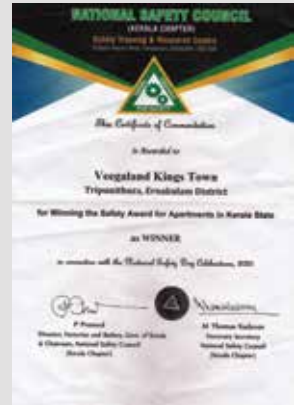 NATIONAL SAFETY COUNCIL
(KERALA CHAPTER)
Safety Training & Research Centre
This Certificate of Commendation
is Awarded to
Veegaland Kings Town
Tripunithura, Ernakulam District
for Winning the Safety Award for Apartments in Kerala State
as WINNER
in connection with the National Safety Day Celebrations,
P Pramod
Director, Factories and Boilers, Govt. of Kerala
& Chairman, National Safety Council
(Kerala Chapter)
M Thomas
Honorary Secretary
National Safety Council
(Kerala Chapter)